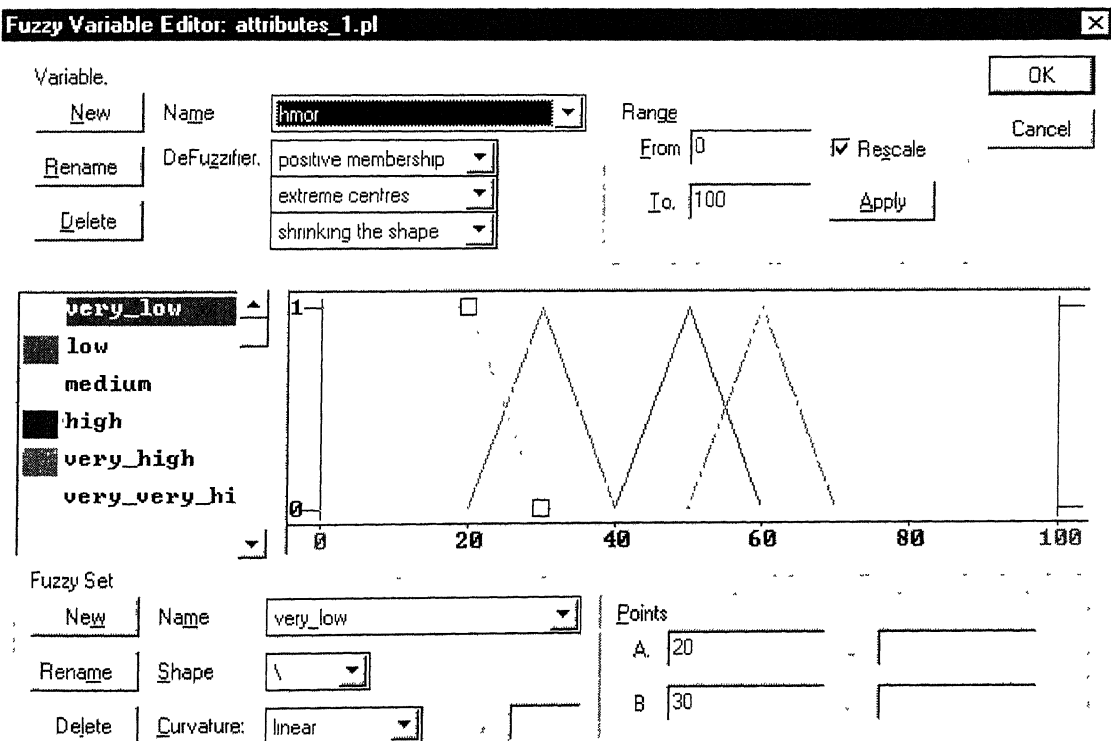 Fuzzy Variable Editor: attributes_1.pl
Variable.
New
Name
hmor
Range
OK
From
0
Rescale
Cancel
Rename
DeFuzzifier.
positive membership
extreme centres
To.
100
Apply
Delete
shrinking the shape
very_low
low
medium
high
very_high
very_very_hi
1
0
0
20
40
60
80
100
Fuzzy Set
New
Name
very_low
Points
A.
20
Rename
Shape
\
B
30
Delete
Curvature:
linear